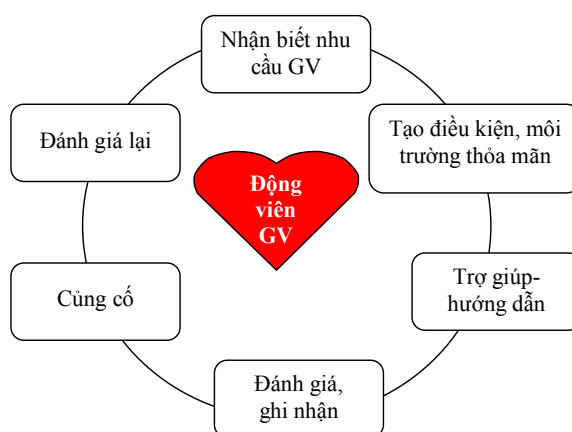 Nhận biết nhu
cầu GV
Tạo điều kiện, môi
trường thỏa mãn
Trợ giúp-
hướng dẫn
Đánh giá,
ghi nhận
Củng cố
Đánh giá lại
Động
viên
GV